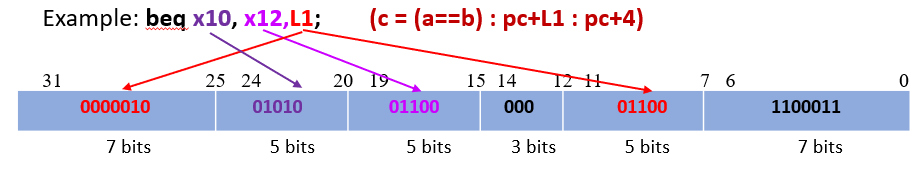 Example: beq x10, x12,L1; (c = (a==b) : pc+L1 : pc+4)
31 25 24 20 19 15 14 12 11 7 6 0
0000010 01010 01100 000 01100 1100011
7 bits 5 bits 5 bits 3 bits 5 bits 7 bits